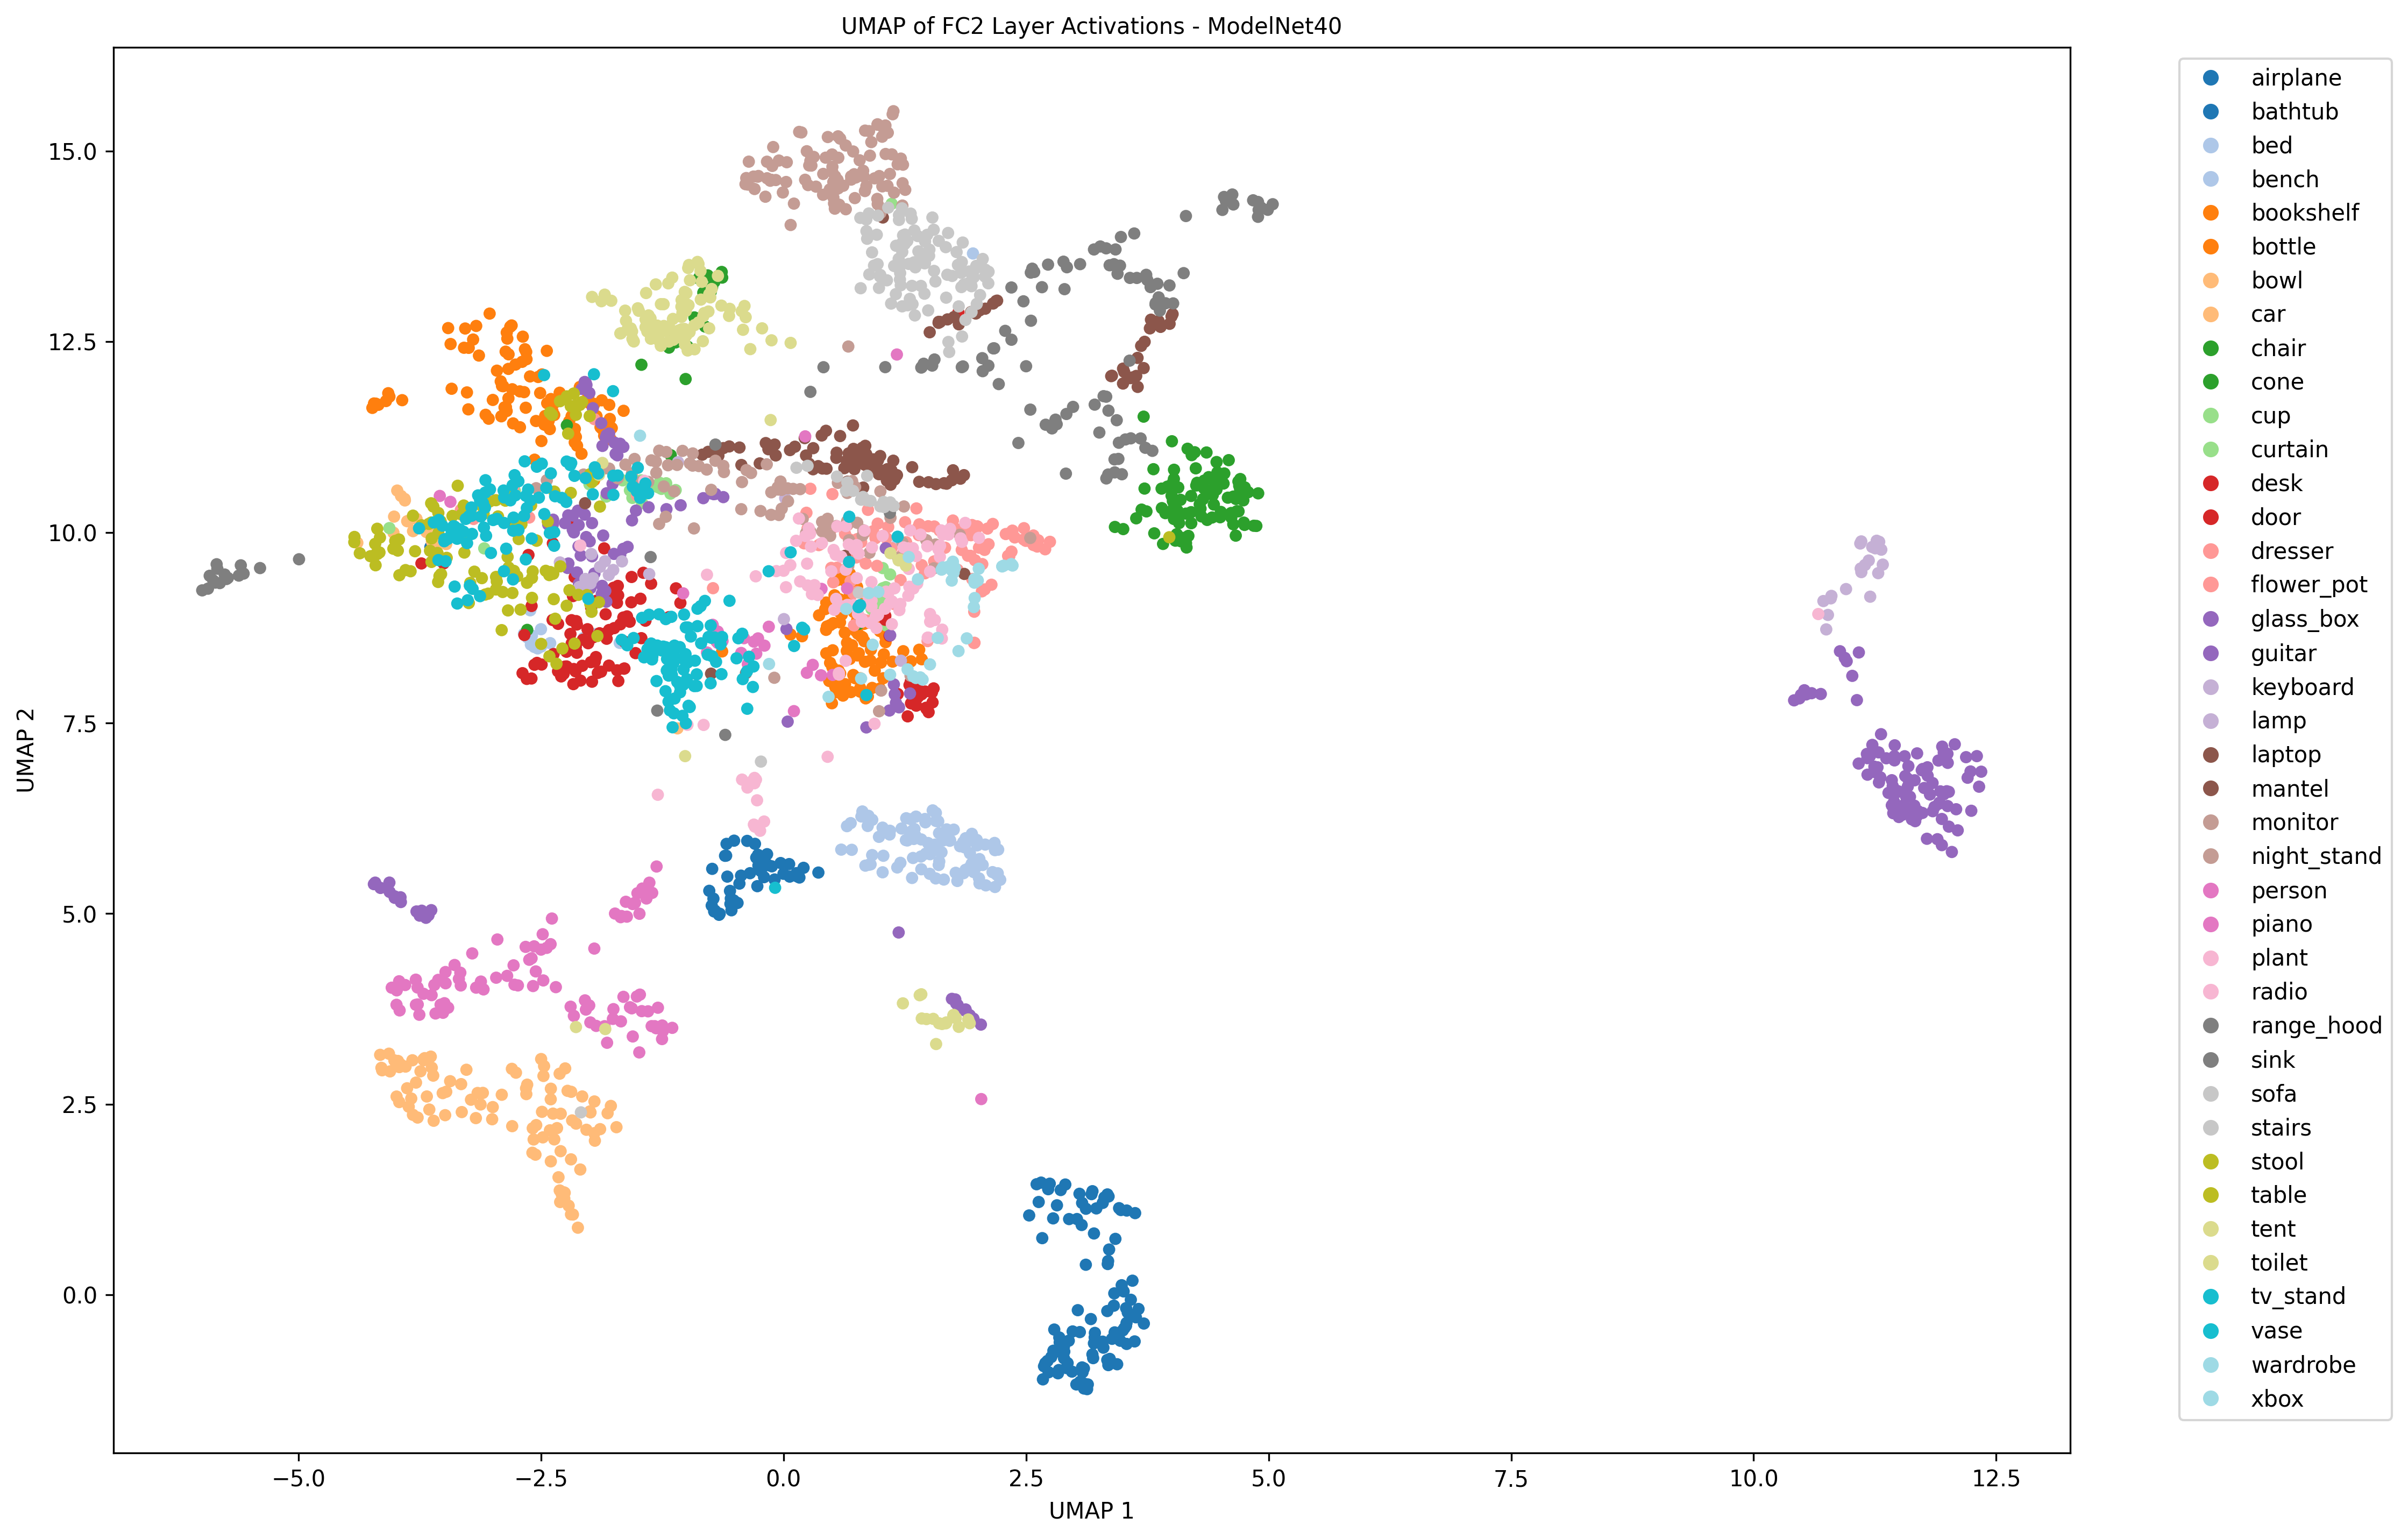 UMAP of FC2 Layer Activations - ModelNet40
15.0
12.5
10.0
7.5
5.0
2.5
0.0
UMAP 2
−5.0
−2.5
0.0
2.5
5.0
7.5
10.0
12.5
UMAP 1
airplane
bathtub
bed
bench
bookshelf
bottle
bowl
car
chair
cone
cup
curtain
desk
door
dresser
flower_pot
glass_box
guitar
keyboard
lamp
laptop
mantel
monitor
night_stand
person
piano
plant
radio
range_hood
sink
sofa
stairs
stool
table
tent
toilet
tv_stand
vase
wardrobe
xbox